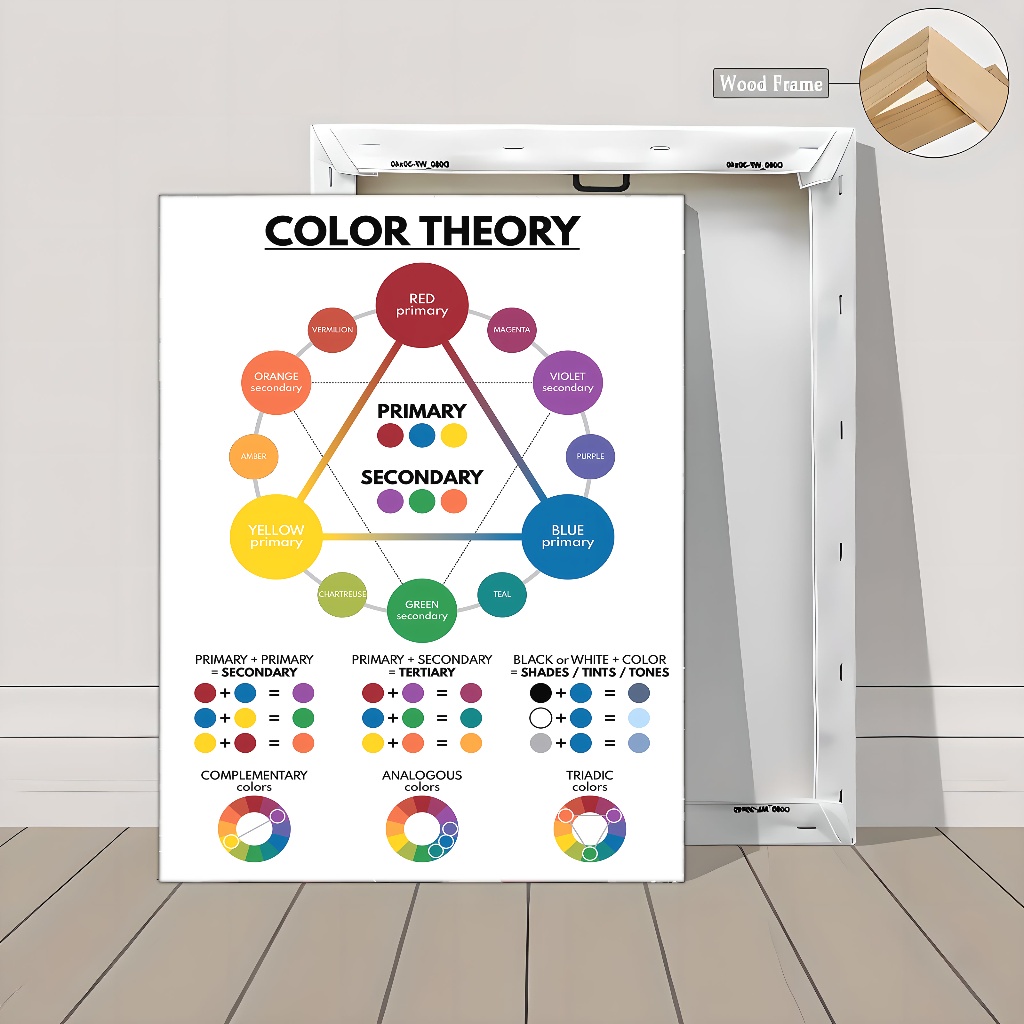 Wood Frame
COLOR THEORY
RED
primary
VERMILION
MAGENTA
ORANGE
secondary
VIOLET
secondary
PRIMARY
AMBER
PURPLE
SECONDARY
YELLOW
primary
BLUE
primary
CHARTREUSE
TEAL
GREEN
secondary
PRIMARY + PRIMARY
= SECONDARY
+ =
+ =
+ =
PRIMARY + SECONDARY
= TERTIARY
+ =
+ =
+ =
BLACK or WHITE + COLOR
= SHADES / TINTS / TONES
+ =
+ =
+ =
COMPLEMENTARY
colors
ANALOGOUS
colors
TRIADIC
colors